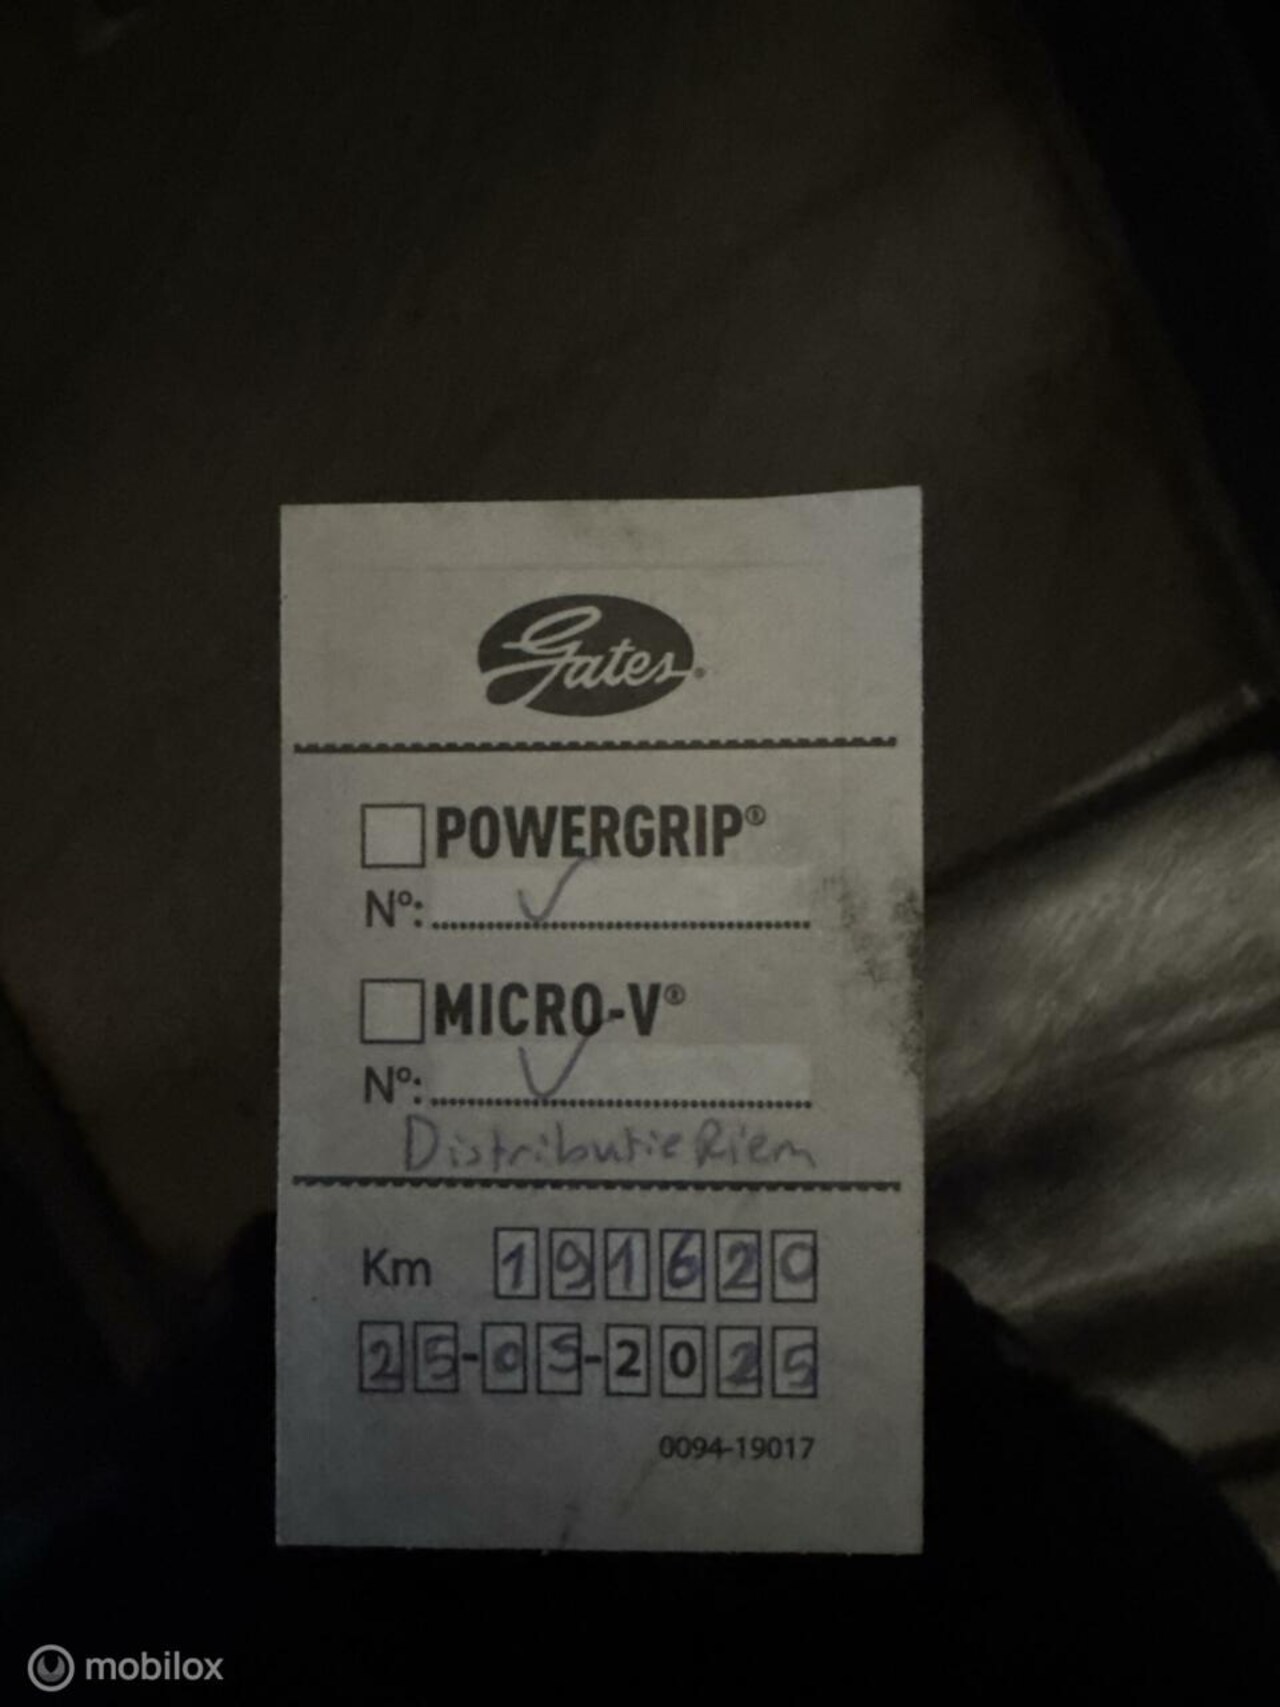 Gates®
POWERGRIP®
Nº: ✓
MICRO-V®
Nº: ✓
Distributie Riem
Km 191620
25-05-2025
0094-19017
mobilox